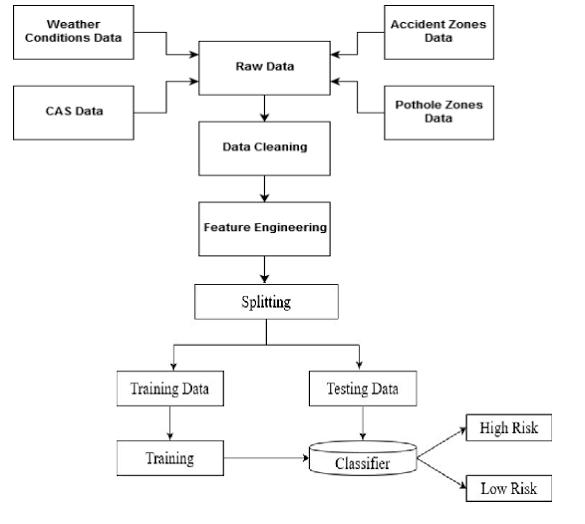 Weather
Conditions Data
Accident Zones
Data
Raw Data
CAS Data
Pothole Zones
Data
Data Cleaning
Feature Engineering
Splitting
Training Data
Testing Data
Training
Classifier
High Risk
Low Risk